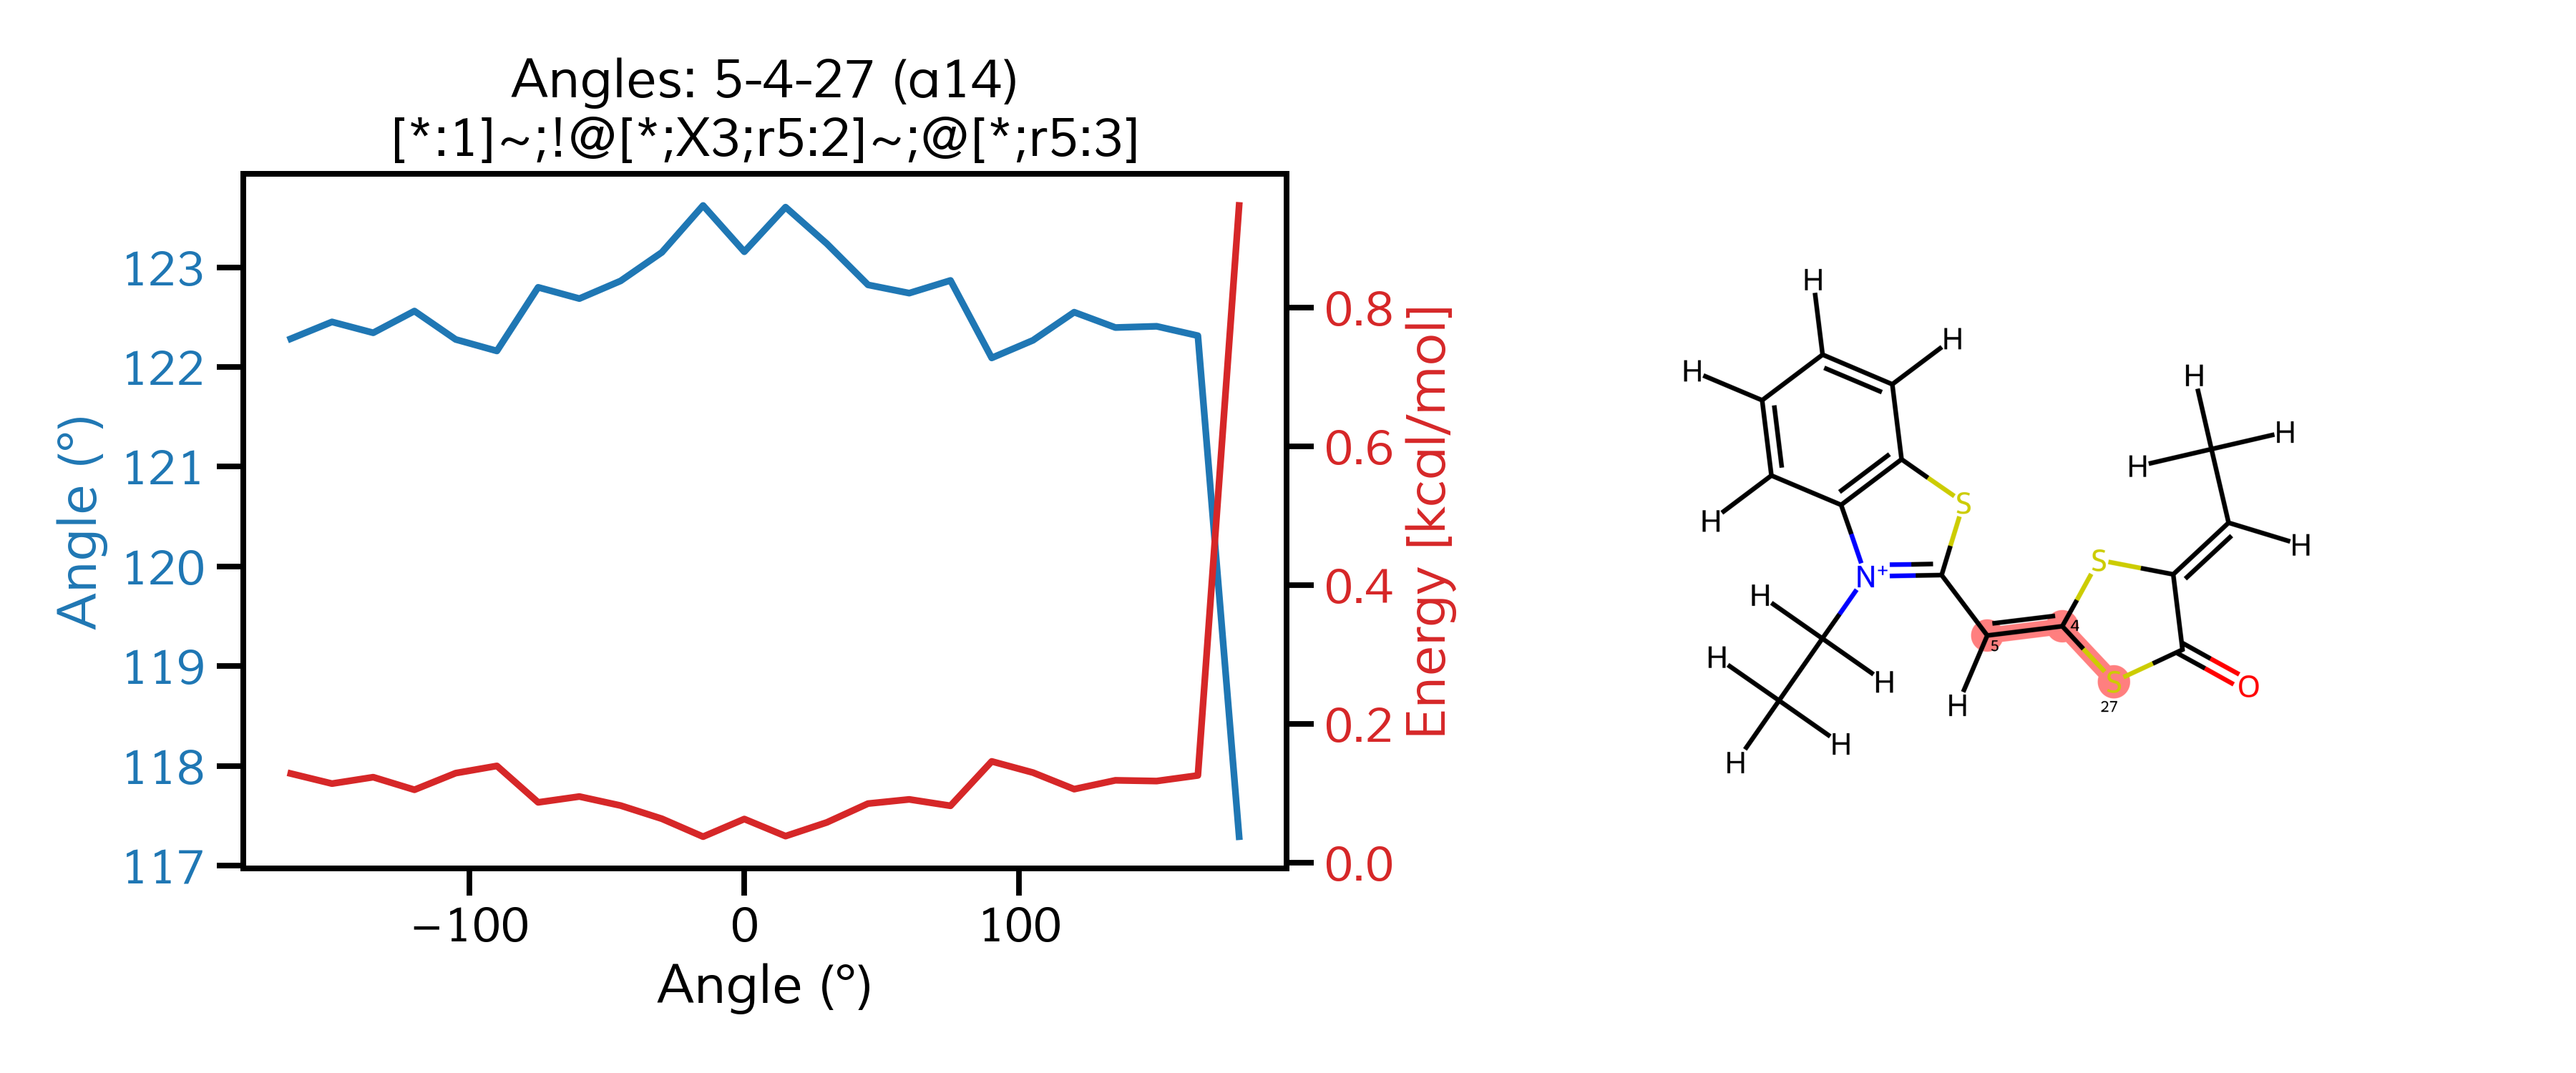 Angles: 5-4-27 (a14)
[*:1]~;!@[*;X3;r5:2]~;@[*;r5:3]
Angle (°)
123
122
121
120
119
118
117
0.8
0.6
0.4
0.2
0.0
Energy [kcal/mol]
−100
0
100
Angle (°)
H
H
H
H
S
N+
H
H
H
H
H
H
5
4
S
S
27
O
H
H
H
H